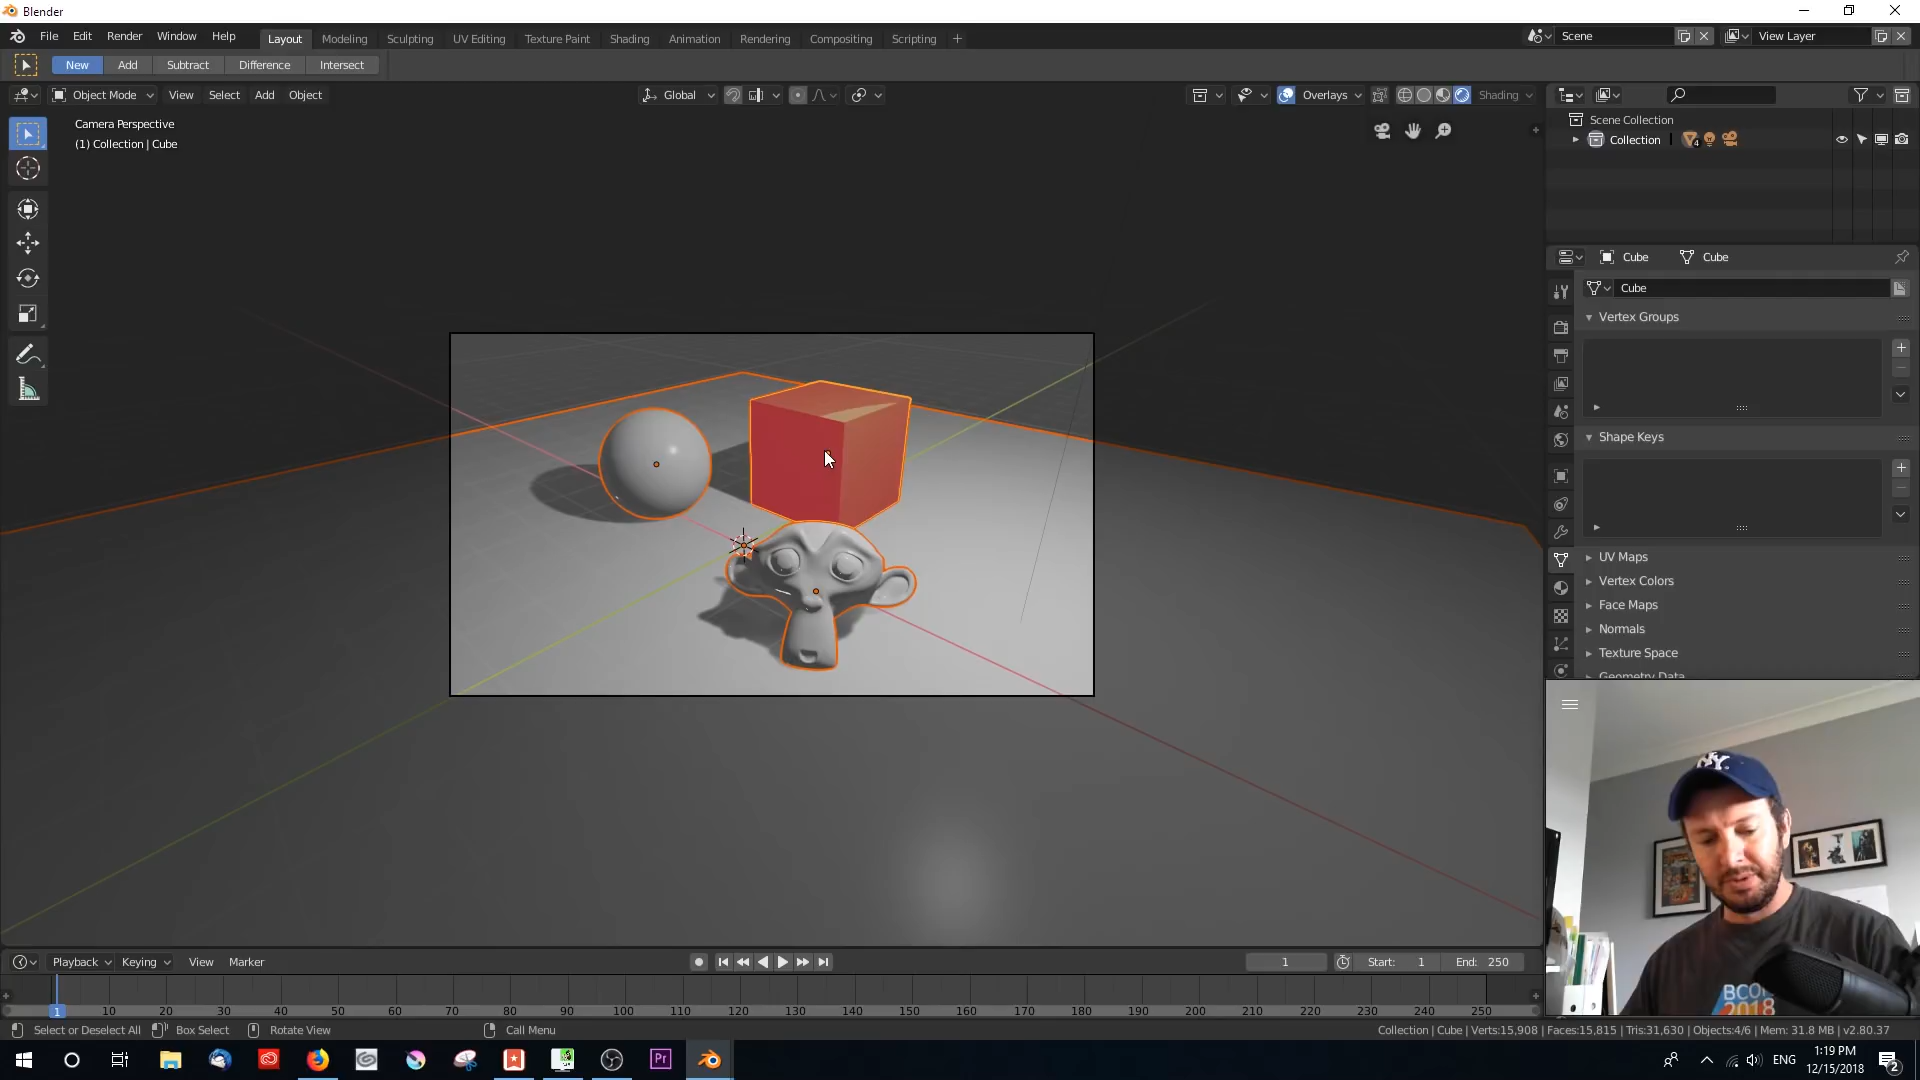 Blender
File Edit Render Window Help Layout Modeling Sculpting UV Editing Texture Paint Shading Animation Rendering Compositing Scripting + Scene View Layer
New Add Subtract Difference Intersect
Object Mode View Select Add Object Global Overlays Shading
Camera Perspective
(1) Collection | Cube
Scene Collection
Collection 4
Cube Cube
Cube
Vertex Groups
Shape Keys
UV Maps
Vertex Colors
Face Maps
Normals
Texture Space
Geometry Data
BCO
2018
Playback Keying View Marker 1 Start: 1 End: 250
1 10 20 30 40 50 60 70 80 90 100 110 120 130 140 150 160 170 180 190 200 210 220 230 240 250
Select or Deselect All Box Select Rotate View Call Menu Collection | Cube | Verts:15,908 | Faces:15,815 | Tris:31,630 | Objects:4/6 | Mem: 31.8 MB | v2.80.37
Pr ENG 1:19 PM
12/15/2018 2